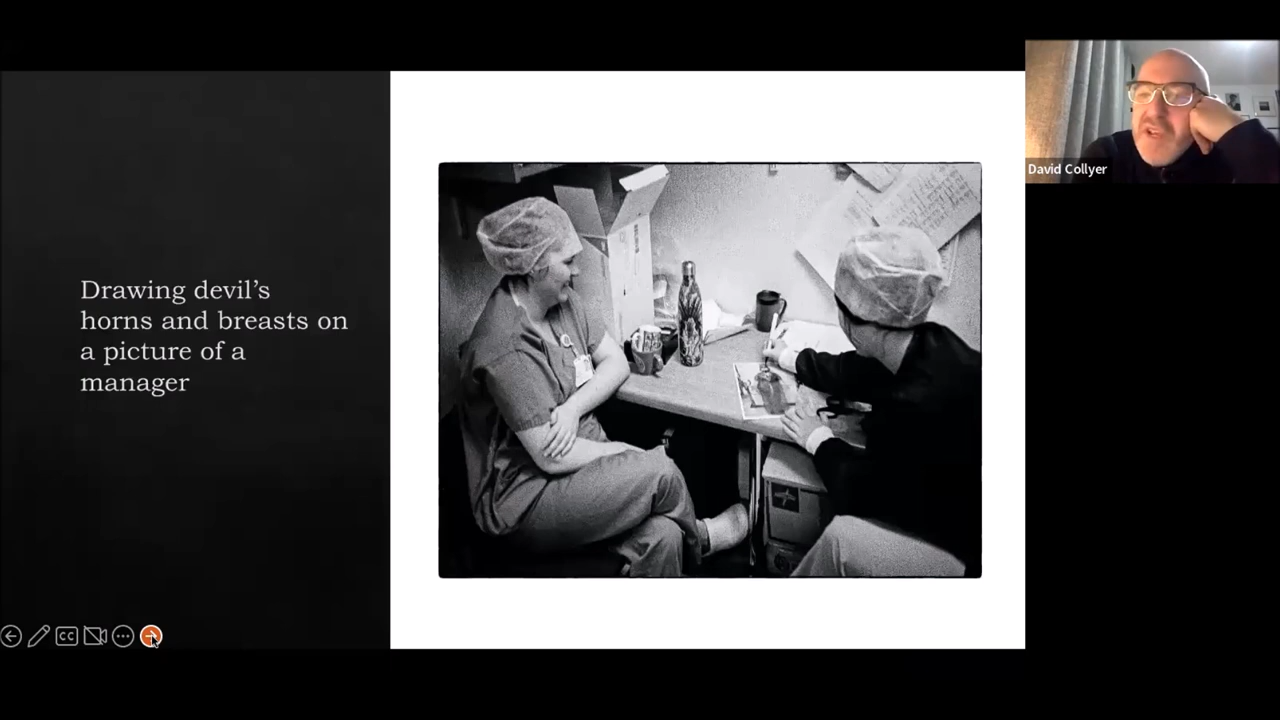 Drawing devil’s
horns and breasts on
a picture of a
manager
David Collyer
CC